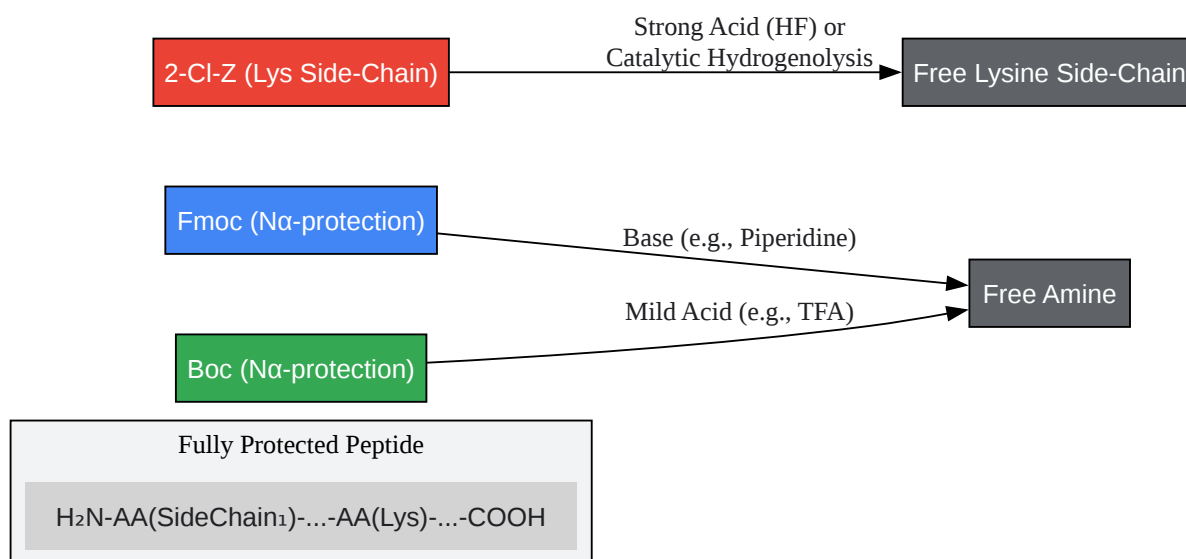 Strong Acid (HF) or
Catalytic Hydrogenolysis
2-Cl-Z (Lys Side-Chain)
Free Lysine Side-Chain
Fmoc (Nα-protection)
Base (e.g., Piperidine)
Free Amine
Mild Acid (e.g., TFA)
Boc (Nα-protection)
Fully Protected Peptide
H₂N-AA(SideChain₁)-...-AA(Lys)-...-COOH